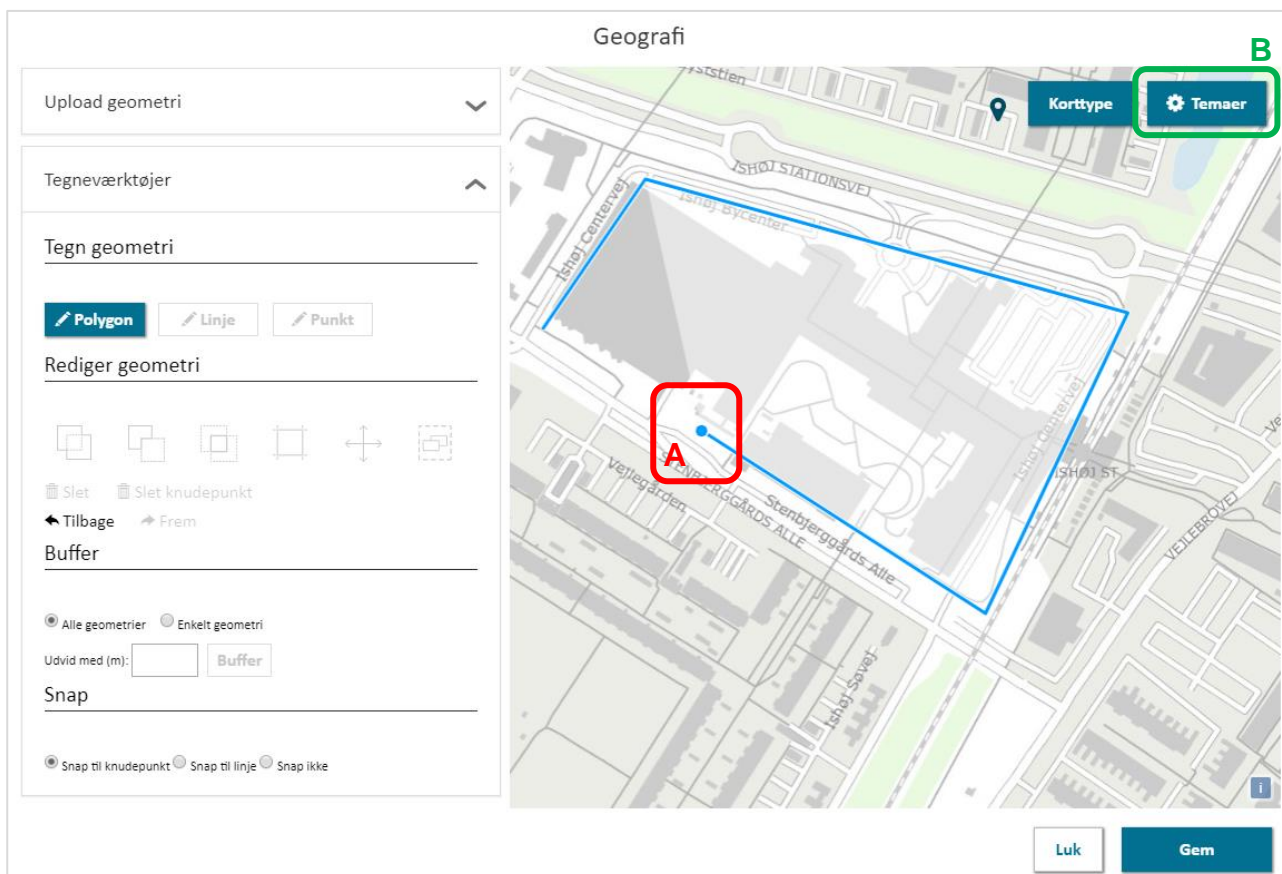 Geografi
B
Upload geometri
Korttype
Temaer
Tegneværktøjer
Tegn geometri
Polygon
Linje
Punkt
Rediger geometri
Slet
Slet knudepunkt
Tilbage
Frem
Buffer
Alle geometrier
Enkelt geometri
Udvid med (m):
Buffer
Snap
Snap til knudepunkt
Snap til linje
Snap ikke
ISHØJ STATIONSVEJ
Ishøj Bycenter
Ishøj Centervej
A
Ishøj Centervej
ISHØJ ST
STENBJERGGÅRDS ALLE
Vejlegården
Stenbjerggårds Alle
VEJLEBROVEJ
Ishøj Søvej
i
Luk
Gem